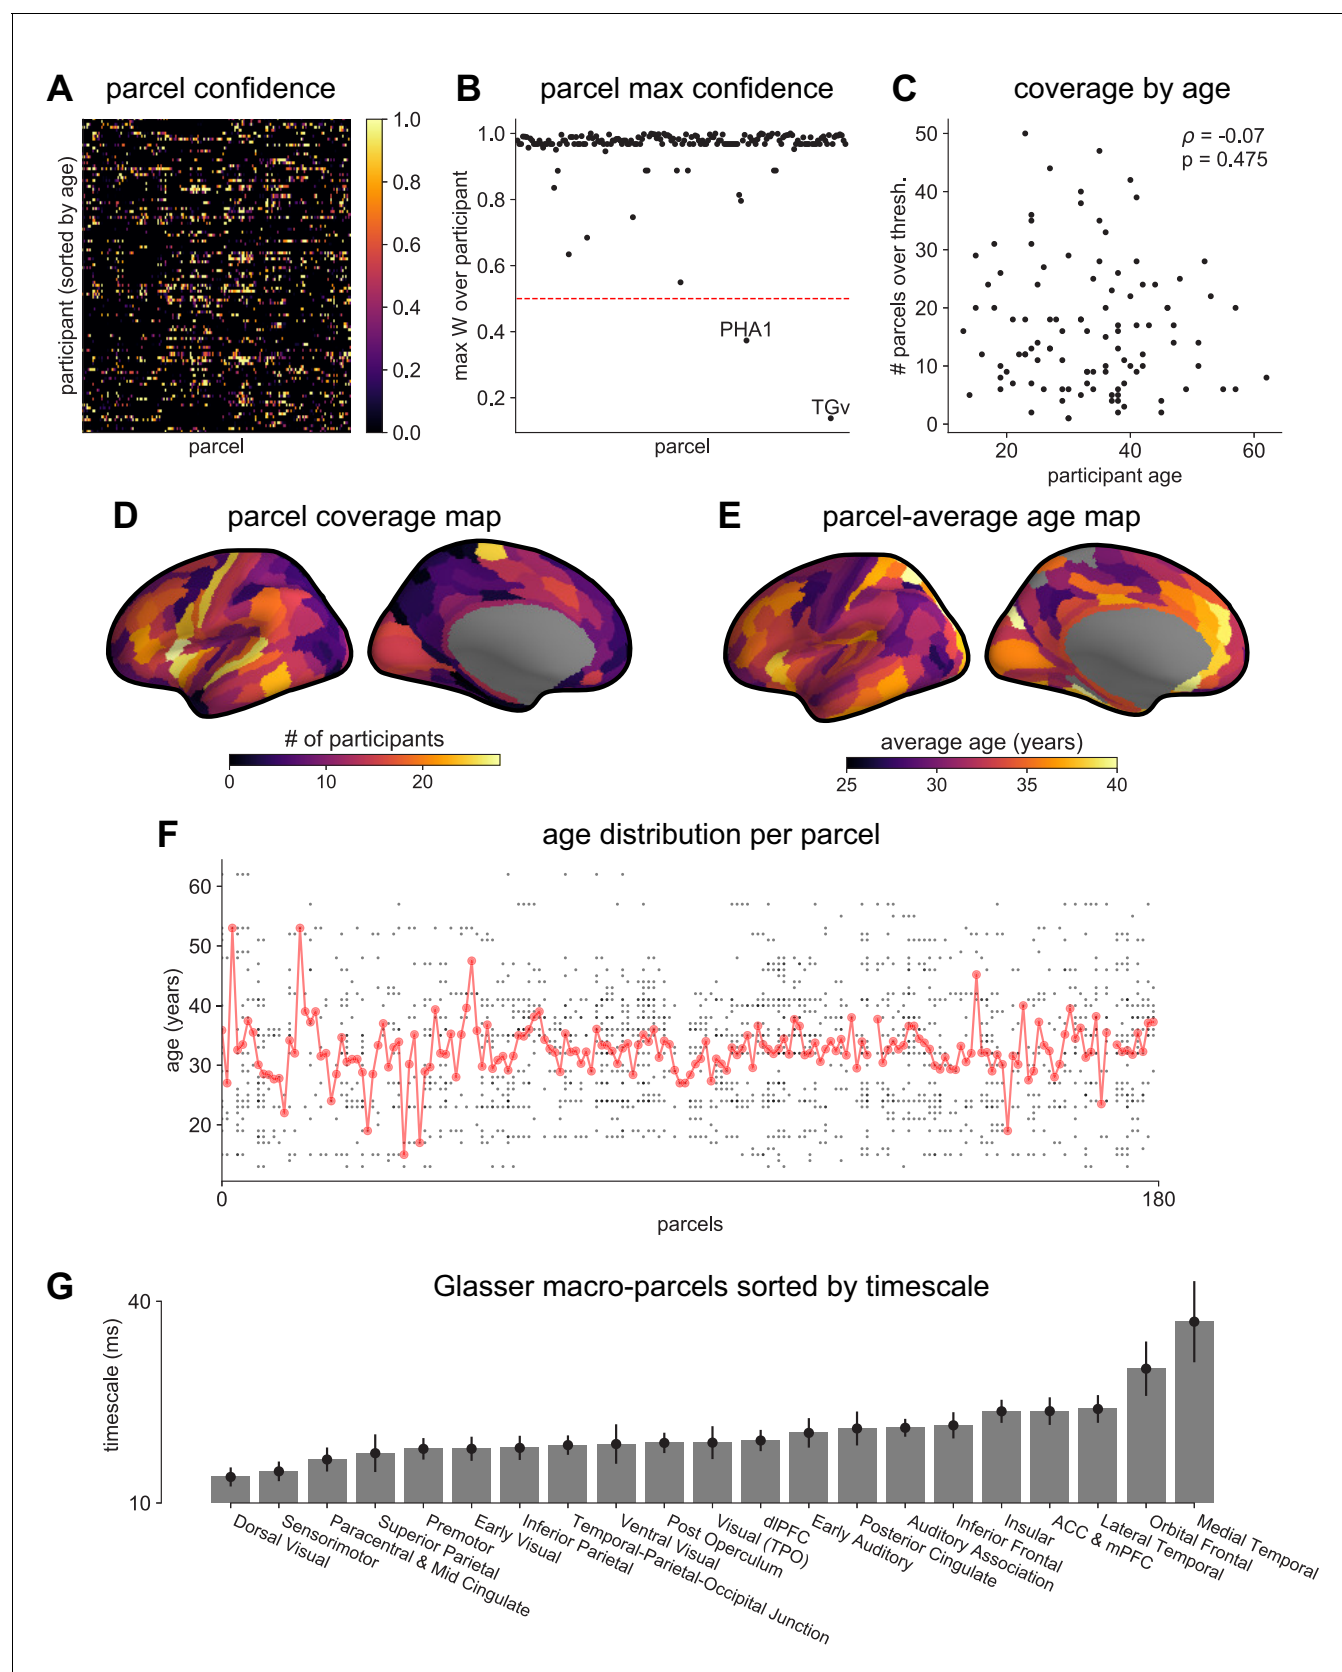 A parcel confidence
participant (sorted by age)
parcel
1.0
0.8
0.6
0.4
0.2
0.0
B parcel max confidence
max W over participant
1.0
0.8
0.6
0.4
0.2
PHA1
TGv
parcel
C coverage by age
ρ = -0.07
p = 0.475
# parcels over thresh.
50
40
30
20
10
0
20 40 60
participant age
D parcel coverage map
# of participants
0 10 20
E parcel-average age map
average age (years)
25 30 35 40
F age distribution per parcel
age (years)
60
50
40
30
20
0 180
parcels
G Glasser macro-parcels sorted by timescale
timescale (ms)
40
10
Dorsal Visual
Sensorimotor
Paracentral & Mid Cingulate
Superior Parietal
Premotor
Early Visual
Inferior Parietal
Temporal-Parietal-Occipital Junction
Ventral Visual
Post Operculum
Visual (TPO)
dlPFC
Early Auditory
Posterior Cingulate
Auditory Association
Inferior Frontal
Insular
ACC & mPFC
Lateral Temporal
Orbital Frontal
Medial Temporal